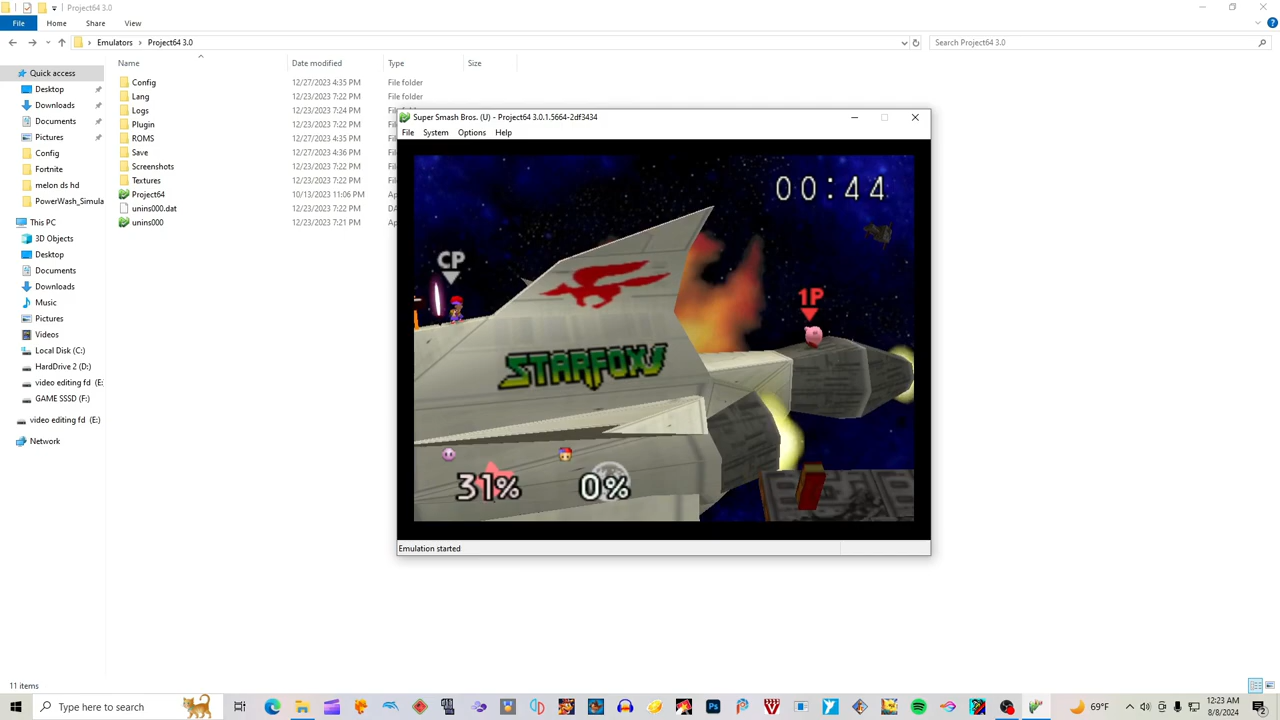 Project64 3.0
File Home Share View
Emulators Project64 3.0 Search Project64 3.0
Name Date modified Type Size
Quick access
Desktop
Downloads
Documents
Pictures
Config
Fortnite
melon ds hd
PowerWash_Simula
This PC
3D Objects
Desktop
Documents
Downloads
Music
Pictures
Videos
Local Disk (C:)
HardDrive 2 (D:)
video editing fd (E:
GAME SSSD (F:)
video editing fd (E:)
Network
Config 12/27/2023 4:35 PM File folder
Lang 12/23/2023 7:22 PM File folder
Logs 12/23/2023 7:24 PM
Plugin 12/23/2023 7:22 PM
ROMS 12/27/2023 4:35 PM
Save 12/27/2023 4:36 PM
Screenshots 12/23/2023 7:22 PM
Textures 12/23/2023 7:22 PM
Project64 10/13/2023 11:06 PM
unins000.dat 12/23/2023 7:22 PM
unins000 12/23/2023 7:21 PM
Super Smash Bros. (U) - Project64 3.0.1.5664-2df3434
File System Options Help
00:44
CP
1P
STARFOX
31% 0%
Emulation started
11 items
Type here to search
69°F
12:23 AM
8/8/2024